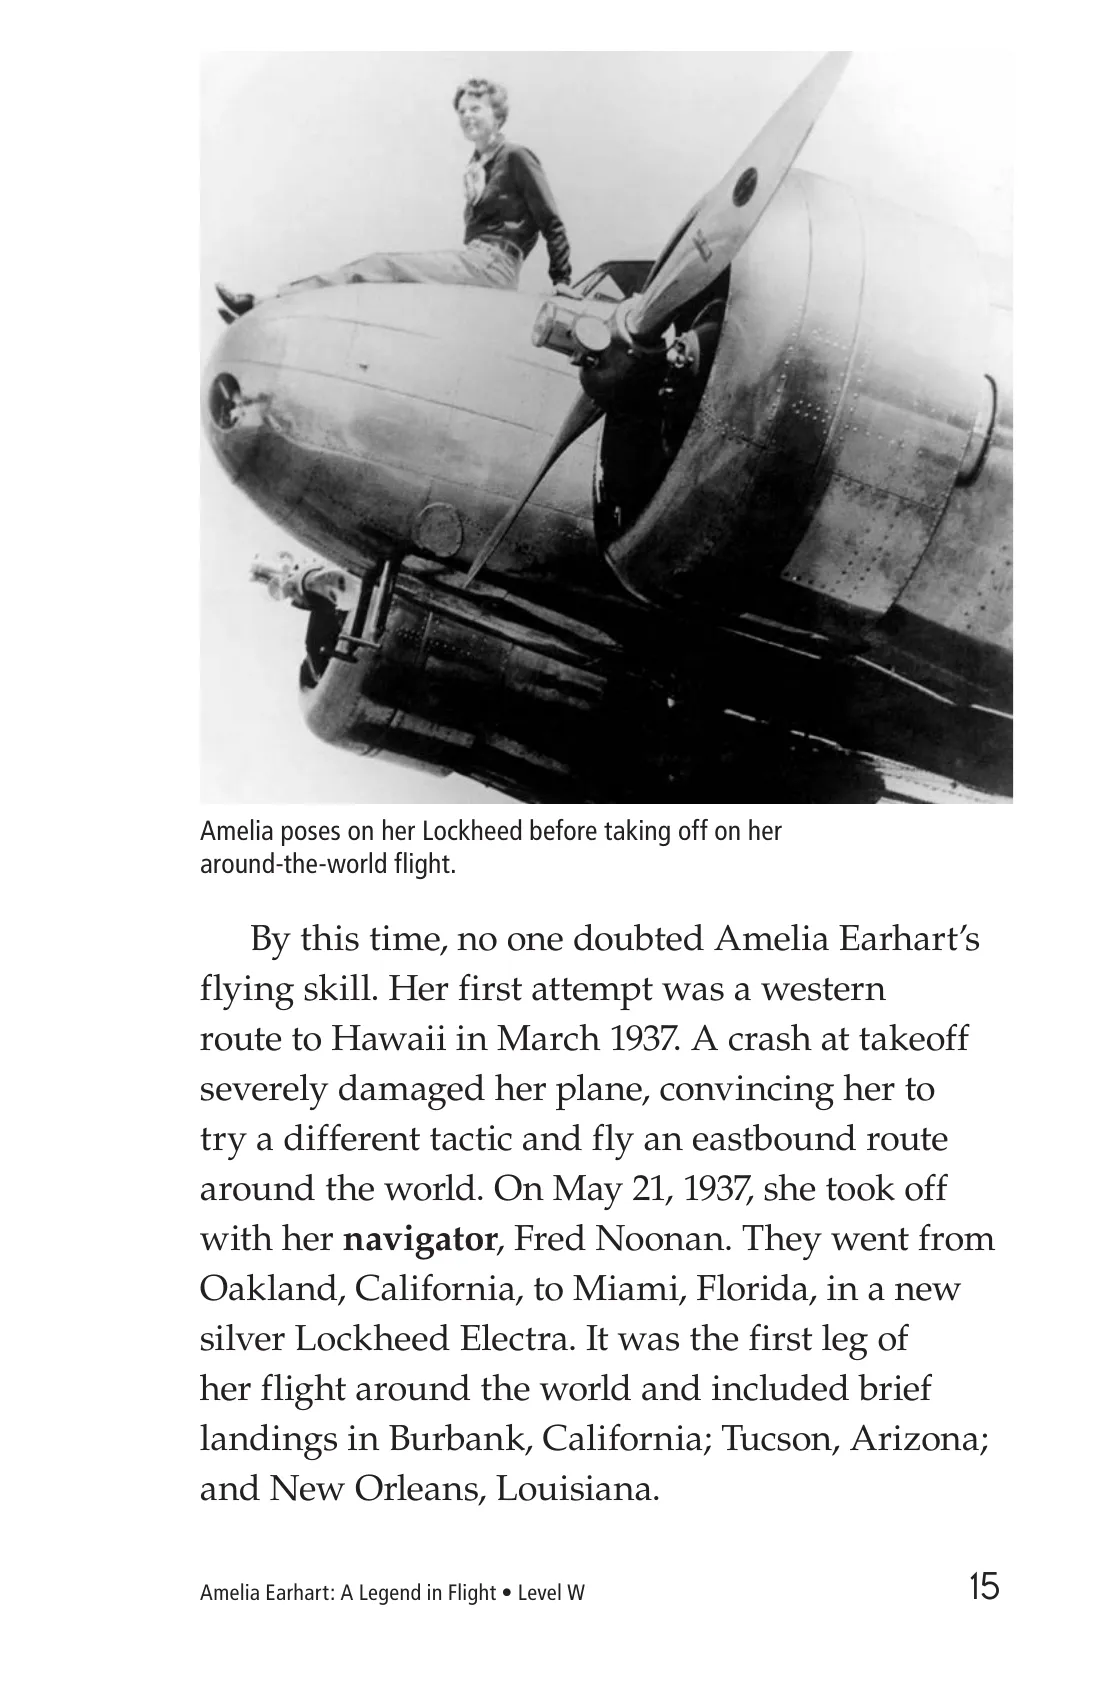 Amelia poses on her Lockheed before taking off on her
around-the-world flight.
By this time, no one doubted Amelia Earhart’s
flying skill. Her first attempt was a western
route to Hawaii in March 1937. A crash at takeoff
severely damaged her plane, convincing her to
try a different tactic and fly an eastbound route
around the world. On May 21, 1937, she took off
with her navigator, Fred Noonan. They went from
Oakland, California, to Miami, Florida, in a new
silver Lockheed Electra. It was the first leg of
her flight around the world and included brief
landings in Burbank, California; Tucson, Arizona;
and New Orleans, Louisiana.
Amelia Earhart: A Legend in Flight • Level W
15